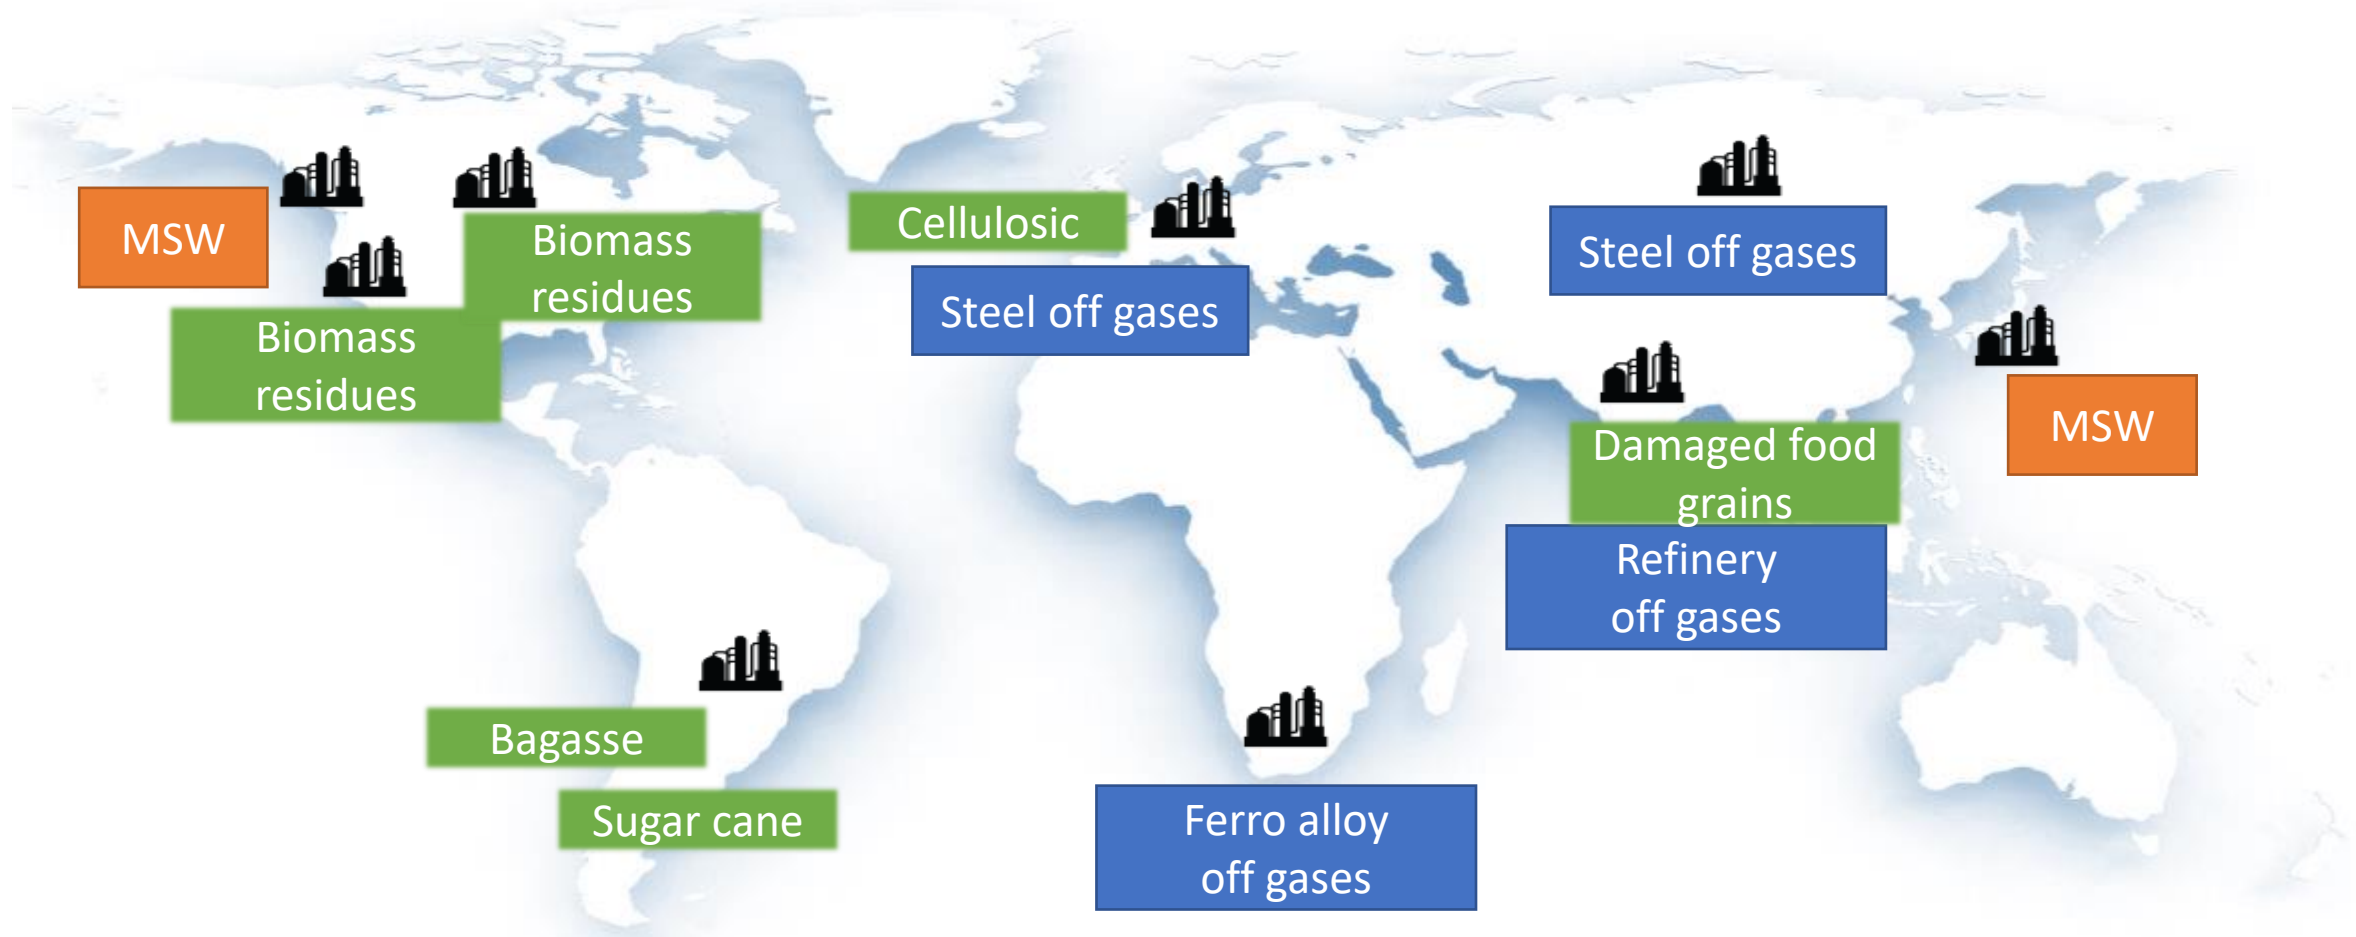 MSW
Biomass
residues
Biomass
residues
Cellulosic
Steel off gases
Steel off gases
MSW
Damaged food
grains
Refinery
off gases
Bagasse
Sugar cane
Ferro alloy
off gases